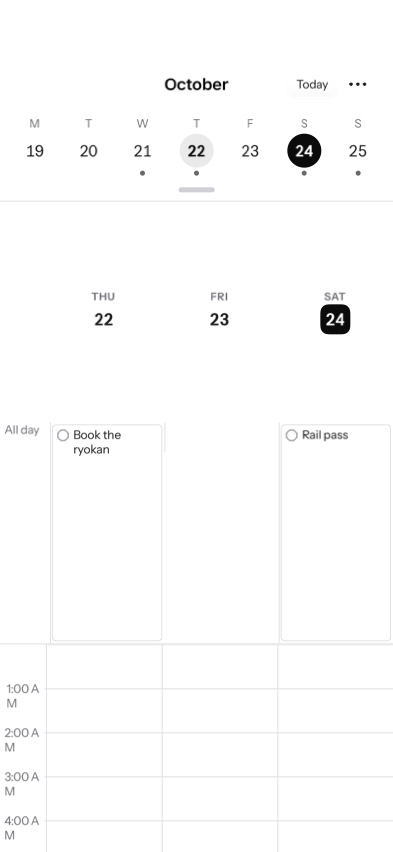 October
Today
M T W T F S S
19 20 21 22 23 24 25
THU FRI SAT
22 23 24
All day
Book the
ryokan
Rail pass
1:00 A
M
2:00 A
M
3:00 A
M
4:00 A
M